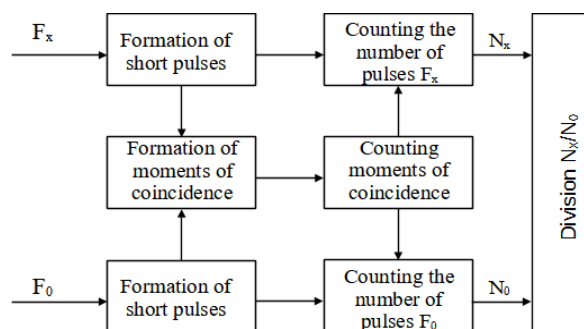 Fₓ
Formation of
short pulses
Counting the
number of
pulses Fₓ
Nₓ
Formation of
moments of
coincidence
Counting
moments of
coincidence
Division Nₓ/N₀
F₀
Formation of
short pulses
Counting the
number of
pulses F₀
N₀